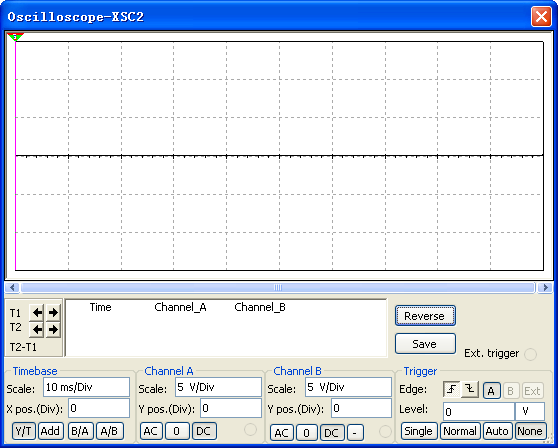 Oscilloscope-XSC2
Time Channel_A Channel_B
T1
T2
T2-T1
Reverse
Save
Ext. trigger
Timebase
Scale: 10 ms/Div
X pos.(Div): 0
Y/T Add B/A A/B
Channel A
Scale: 5 V/Div
Y pos.(Div): 0
AC 0 DC
Channel B
Scale: 5 V/Div
Y pos.(Div): 0
AC 0 DC -
Trigger
Edge: A B Ext
Level: 0 V
Single Normal Auto None